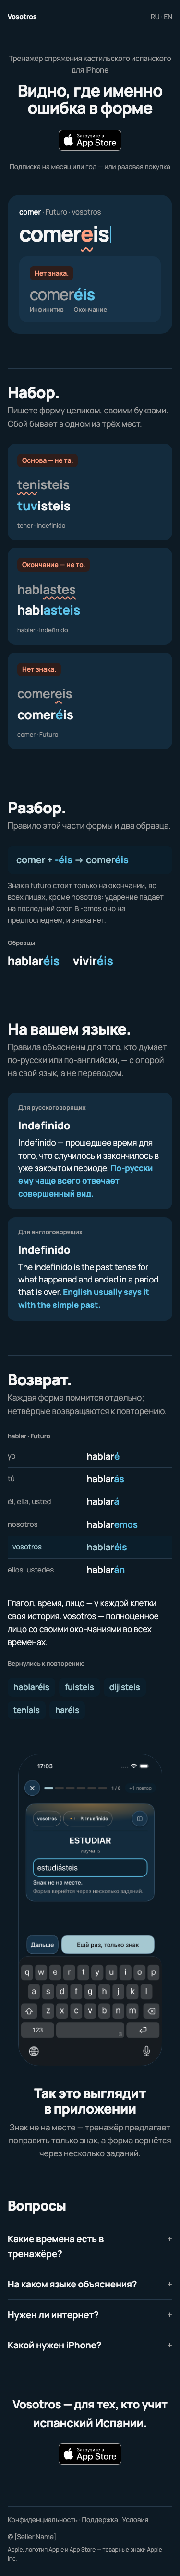 Vosotros
RU · EN
Тренажёр спряжения кастильского испанского
для iPhone
Видно, где именно
ошибка в форме
Загрузите в
App Store
Подписка на месяц или год — или разовая покупка
comer · Futuro · vosotros
comereis
Нет знака.
comeréis
Инфинитив Окончание
Набор.
Пишете форму целиком, своими буквами.
Сбой бывает в одном из трёх мест.
Основа — не та.
tenisteis
tuvisteis
tener · Indefinido
Окончание — не то.
hablastes
hablasteis
hablar · Indefinido
Нет знака.
comereis
comeréis
comer · Futuro
Разбор.
Правило этой части формы и два образца.
comer + -éis → comeréis
Знак в futuro стоит только на окончании, во
всех лицах, кроме nosotros: ударение падает
на последний слог. В -emos оно на
предпоследнем, и знака нет.
Образцы
hablaréis viviréis
На вашем языке.
Правила объяснены для того, кто думает
по-русски или по-английски, — с опорой
на свой язык, а не переводом.
Для русскоговорящих
Indefinido
Indefinido — прошедшее время для
того, что случилось и закончилось в
уже закрытом периоде. По-русски
ему чаще всего отвечает
совершенный вид.
Для англоговорящих
Indefinido
The indefinido is the past tense for
what happened and ended in a period
that is over. English usually says it
with the simple past.
Возврат.
Каждая форма помнится отдельно;
нетвёрдые возвращаются к повторению.
hablar · Futuro
yo hablaré
tú hablarás
él, ella, usted hablará
nosotros hablaremos
vosotros hablaréis
ellos, ustedes hablarán
Глагол, время, лицо — у каждой клетки
своя история. vosotros — полноценное
лицо со своими окончаниями во всех
временах.
Вернулись к повторению
hablaréis fuisteis dijisteis
teníais haréis
17:03
1 / 8
vosotros
P. Indefinido
ESTUDIAR
изучать
estudiásteis
Знак не на месте.
Форма вернётся через несколько заданий.
Дальше
Ещё раз, только знак
q w e r t y u i o p
a s d f g h j k l
z x c v b n m
123
Так это выглядит
в приложении
Знак не на месте — тренажёр предлагает
поправить только знак, а форма вернётся
через несколько заданий.
Вопросы
Какие времена есть в
тренажёре? +
На каком языке объяснения? +
Нужен ли интернет? +
Какой нужен iPhone? +
Vosotros — для тех, кто учит
испанский Испании.
Загрузите в
App Store
Конфиденциальность · Поддержка · Условия
© [Seller Name]
Apple, логотип Apple и App Store — товарные знаки Apple
Inc.